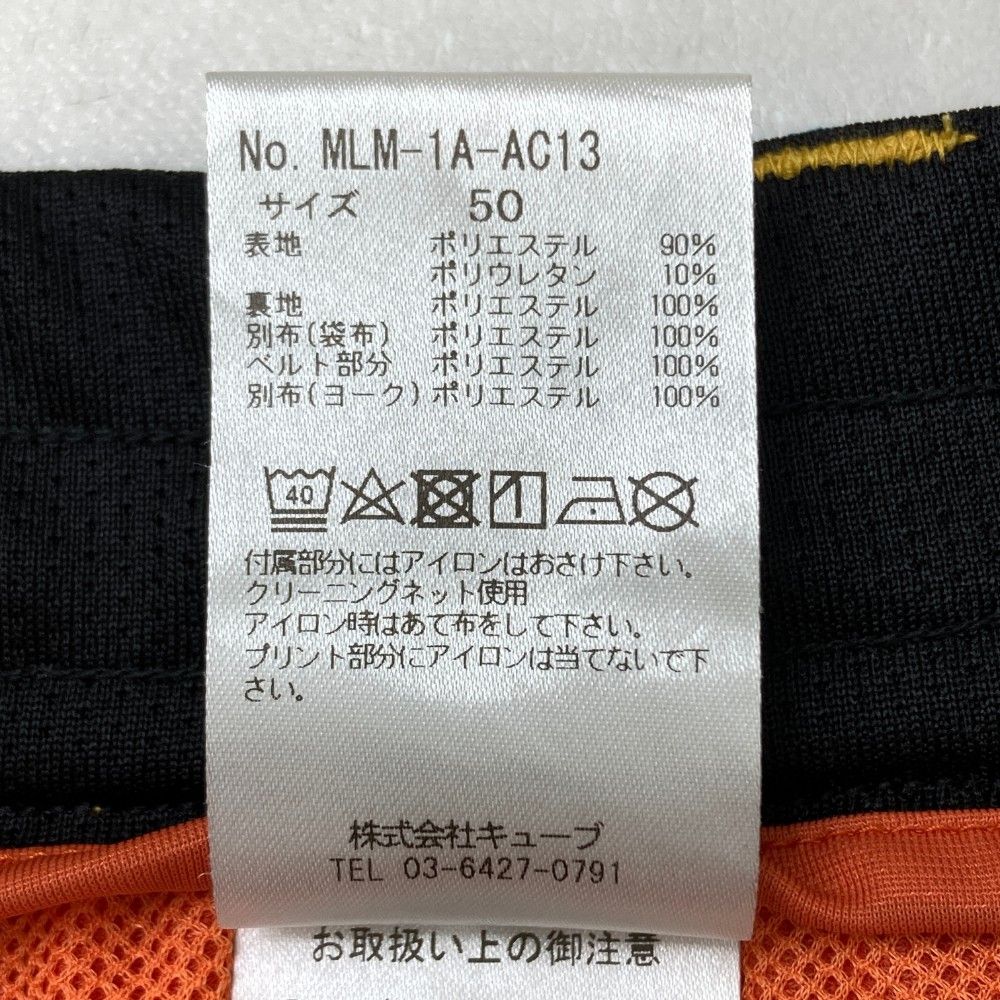 No. MLM-1A-AC13
サイズ 50
表地 ポリエステル 90%
ポリウレタン 10%
裏地 ポリエステル 100%
別布(袋布) ポリエステル 100%
ベルト部分 ポリエステル 100%
別布(ヨーク) ポリエステル 100%
40
付属部分にはアイロンはおさけ下さい。
クリーニングネット使用
アイロン時はあて布をして下さい。
プリント部分にアイロンは当てないで下
さい。
株式会社キューブ
TEL 03-6427-0791
お取扱い上の御注意